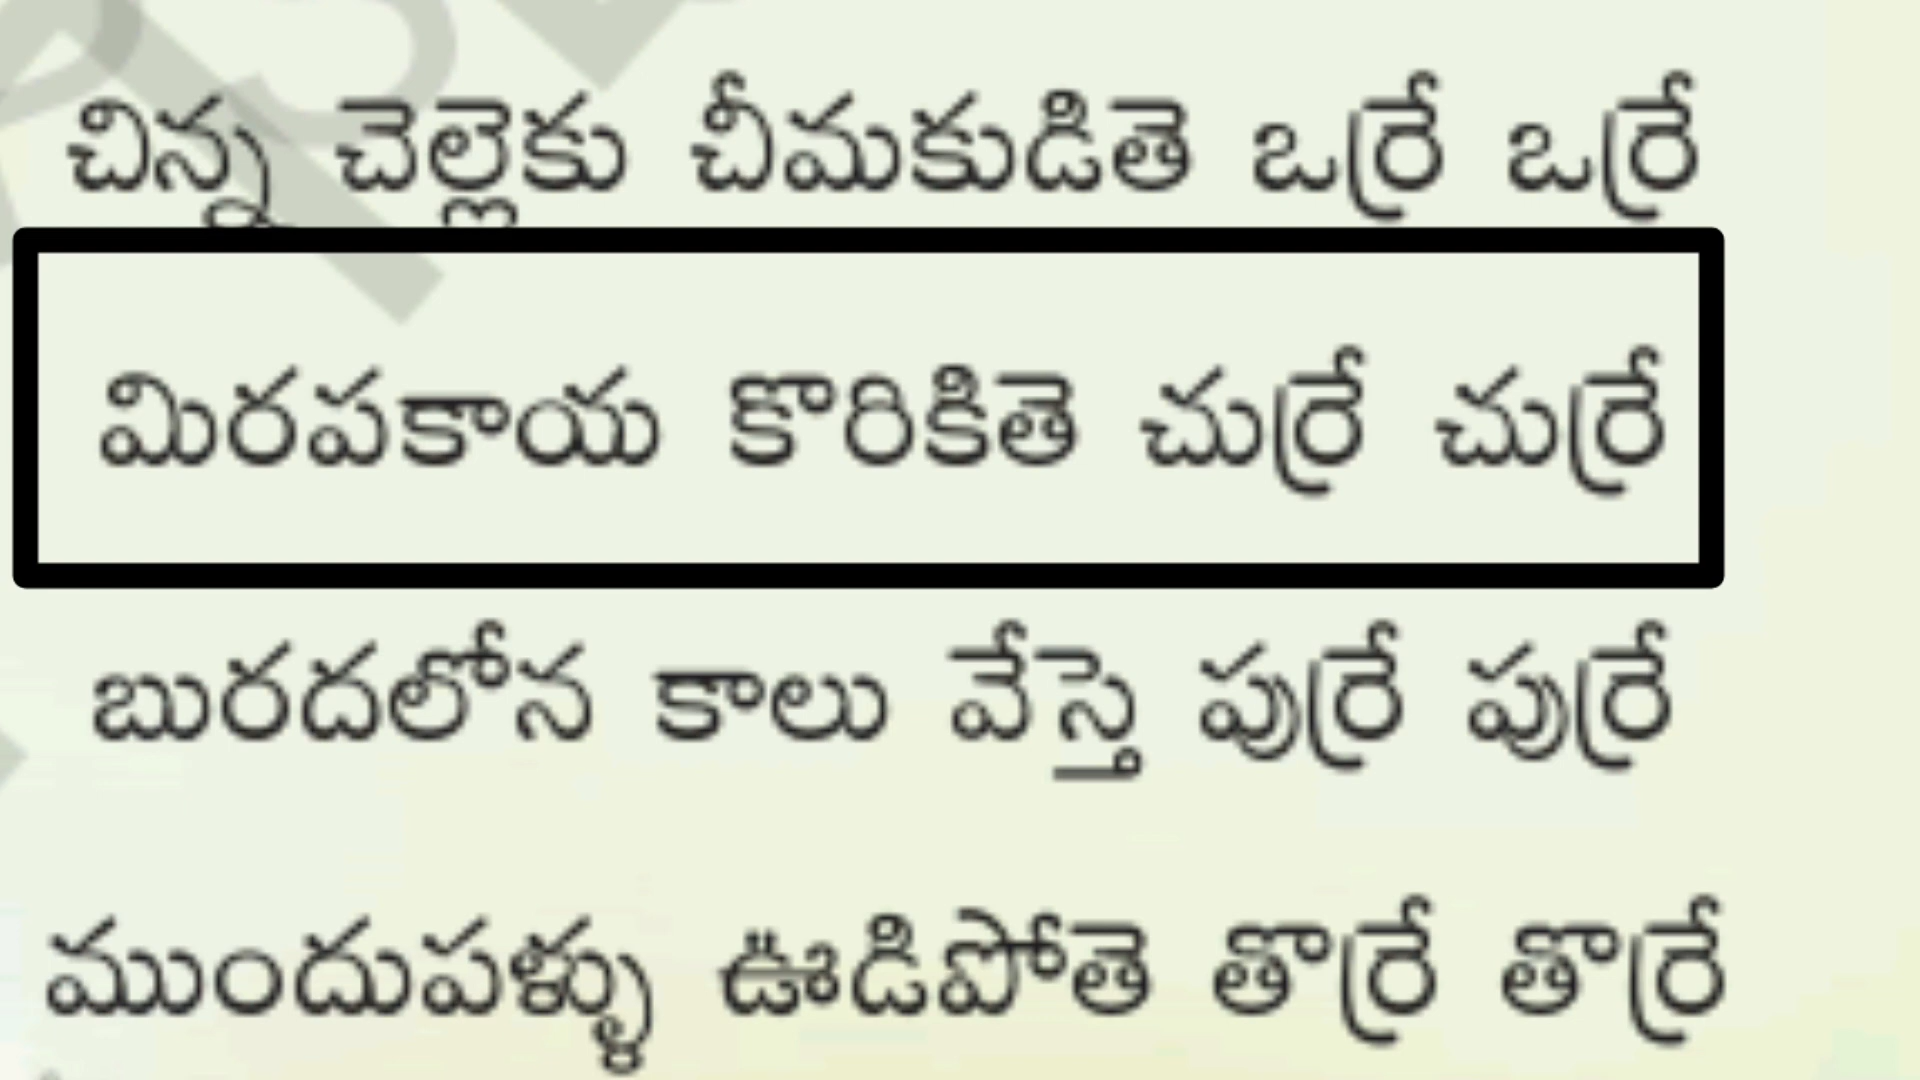 చిన్న చెల్లెకు చీమకుడితె ఒర్రే ఒర్రే
మిరపకాయ కొరికితె చుర్రే చుర్రే
బురదలోన కాలు వేస్తె పుర్రే పుర్రే
ముందుపళ్ళు ఊడిపోతె తొర్రే తొర్రే